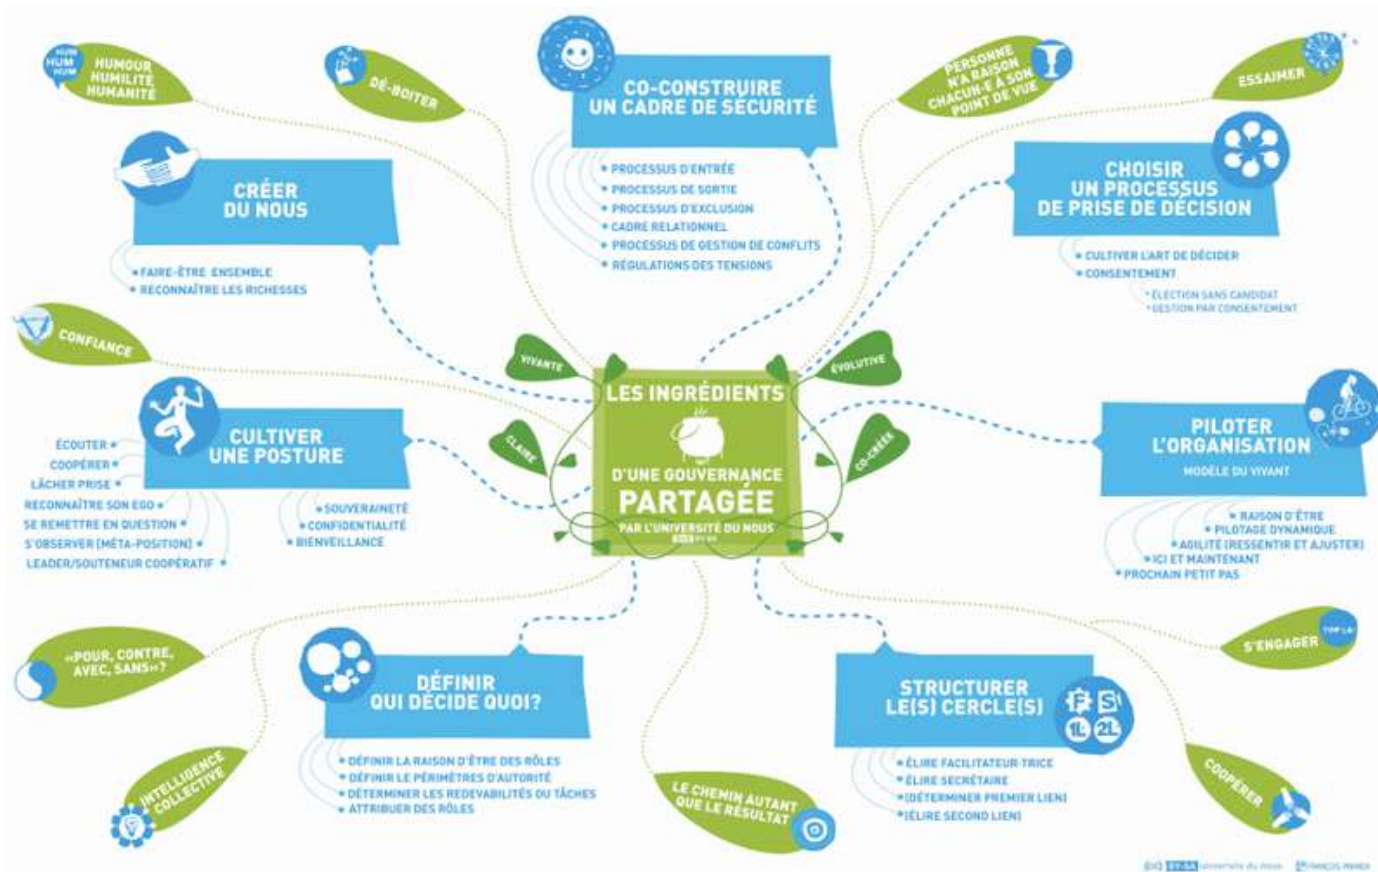 HUM
HUM
HUM
HUMOUR
HUMILITÉ
HUMANITÉ
DÉ-BOITER
CO-CONSTRUIRE
UN CADRE DE SÉCURITÉ
PROCESSUS D'ENTRÉE
PROCESSUS DE SORTIE
PROCESSUS D'EXCLUSION
CADRE RELATIONNEL
PROCESSUS DE GESTION DE CONFLITS
RÉGULATIONS DES TENSIONS
PERSONNE
N'A RAISON
CHACUN·E À SON
POINT DE VUE
ESSAIMER
CRÉER
DU NOUS
FAIRE-ÊTRE ENSEMBLE
RECONNAÎTRE LES RICHESSES
CHOISIR
UN PROCESSUS
DE PRISE DE DÉCISION
CULTIVER L'ART DE DÉCIDER
CONSENTEMENT
ÉLECTION SANS CANDIDAT
GESTION PAR CONSENTEMENT
CONFIANCE
VIVANTE
ÉVOLUTIVE
CLAIRE
CO-CRÉÉE
LES INGRÉDIENTS
D'UNE GOUVERNANCE
PARTAGÉE
PAR L'UNIVERSITÉ DU NOUS
BY-SA
CULTIVER
UNE POSTURE
ÉCOUTER
COOPÉRER
LÂCHER PRISE
RECONNAÎTRE SON EGO
SE REMETTRE EN QUESTION
S'OBSERVER (MÉTA-POSITION)
LEADER/SOUTENEUR COOPÉRATIF
SOUVERAINETÉ
CONFIDENTIALITÉ
BIENVEILLANCE
PILOTER
L'ORGANISATION
MODÈLE DU VIVANT
RAISON D'ÊTRE
PILOTAGE DYNAMIQUE
AGILITÉ (RESSENTIR ET AJUSTER)
ICI ET MAINTENANT
PROCHAIN PETIT PAS
«POUR, CONTRE,
AVEC, SANS»?
DÉFINIR
QUI DÉCIDE QUOI?
DÉFINIR LA RAISON D'ÊTRE DES RÔLES
DÉFINIR LE PÉRIMÈTRES D'AUTORITÉ
DÉTERMINER LES REDEVABILITÉS OU TÂCHES
ATTRIBUER DES RÔLES
STRUCTURER
LE(S) CERCLE(S)
F S
1L 2L
ÉLIRE FACILITATEUR·TRICE
ÉLIRE SECRÉTAIRE
(DÉTERMINER PREMIER LIEN)
(ÉLIRE SECOND LIEN)
S'ENGAGER
TOP LÀ!
INTELLIGENCE
COLLECTIVE
LE CHEMIN AUTANT
QUE LE RÉSULTAT
COOPÉRER
BY-SA université du nous